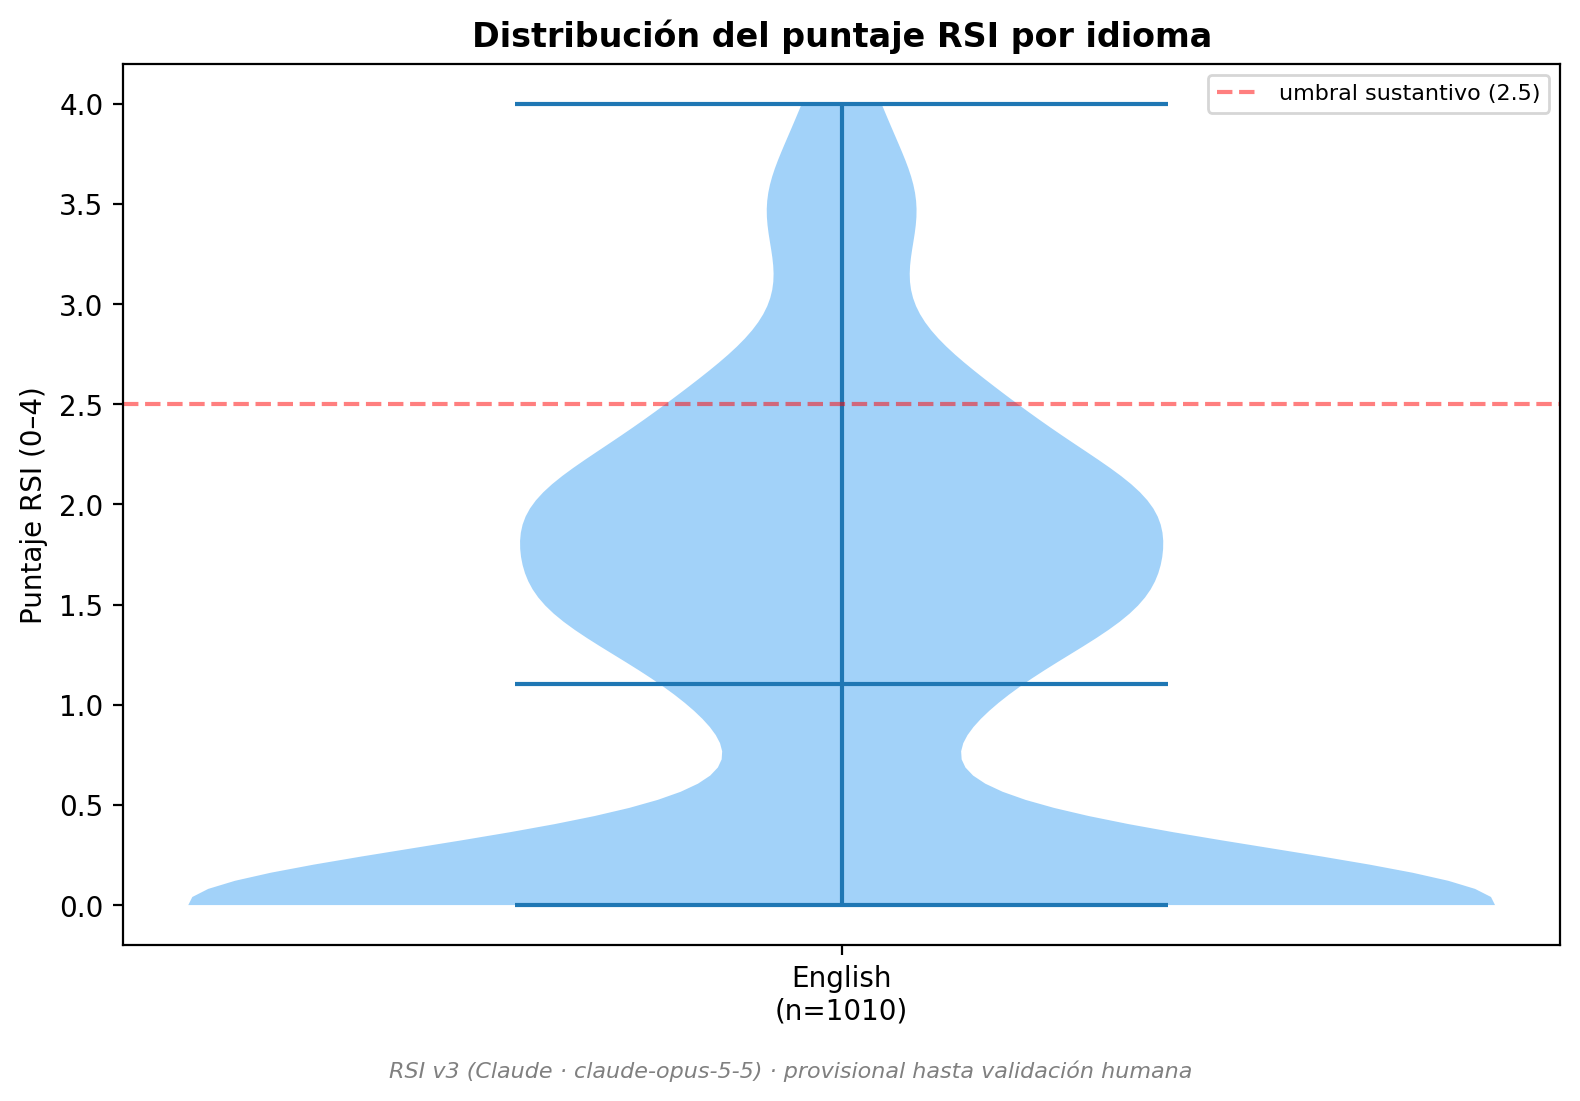 Distribución del puntaje RSI por idioma
umbral sustantivo (2.5)
Puntaje RSI (0–4)
4.0
3.5
3.0
2.5
2.0
1.5
1.0
0.5
0.0
English
(n=1010)
RSI v3 (Claude · claude-opus-5-5) · provisional hasta validación humana